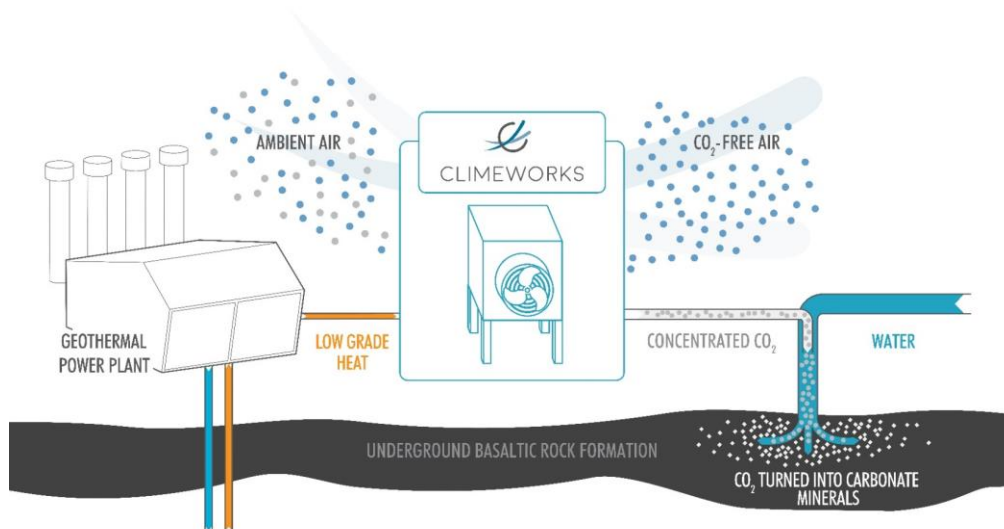 AMBIENT AIR
CLIMEWORKS
CO₂-FREE AIR
GEOTHERMAL
POWER PLANT
LOW GRADE
HEAT
CONCENTRATED CO₂
WATER
UNDERGROUND BASALTIC ROCK FORMATION
CO₂ TURNED INTO CARBONATE
MINERALS